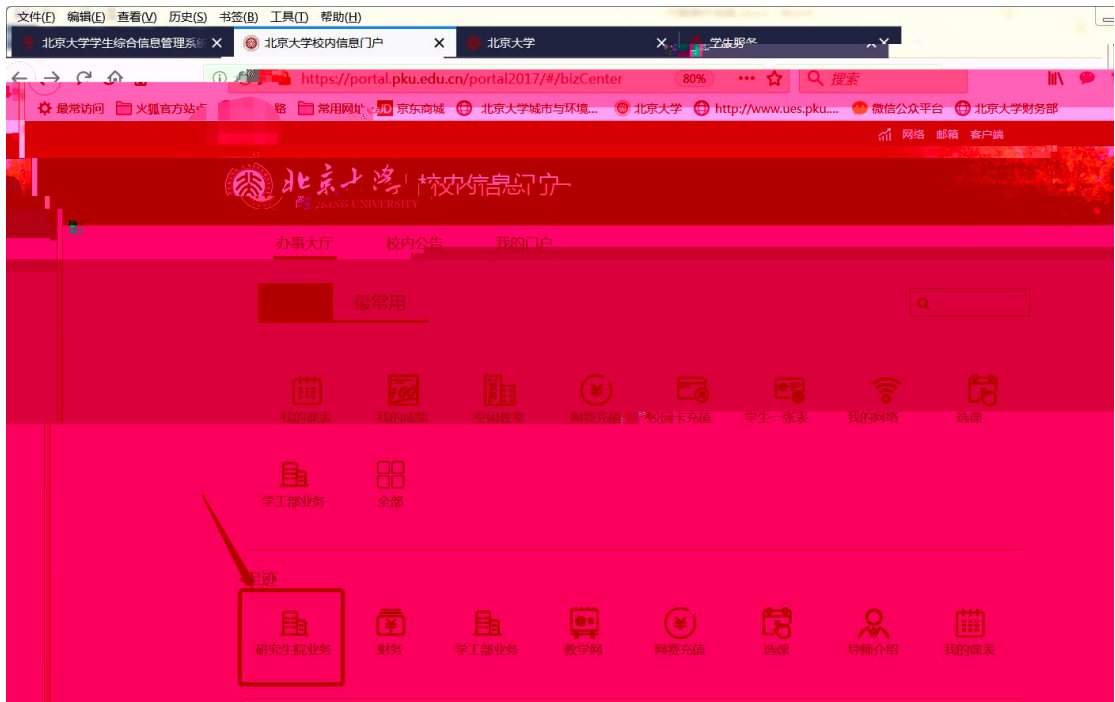 文件(F) 编辑(E) 查看(V) 历史(S) 书签(B) 工具(T) 帮助(H)
北京大学学生综合信息管理系统 北京大学校内信息门户 北京大学 学生服务
https://portal.pku.edu.cn/portal2017/#/bizCenter 80% 搜索
最常访问 火狐官方站点 常用网址 JD 京东商城 北京大学城市与环境... 北京大学 http://www.ues.pku.... 微信公众平台 北京大学财务部
网络 邮箱 客户端
北京大学 校内信息门户
UNIVERSITY
办事大厅 校内公告 我的门户
最常用
我的课表 我的成绩 空闲教室 网费充值 校园卡充值 学生一张表 我的网络 选课
学工部业务 全部
足迹
研究生院业务 财务 学工部业务 教学网 网费充值 选课 导师介绍 我的课表